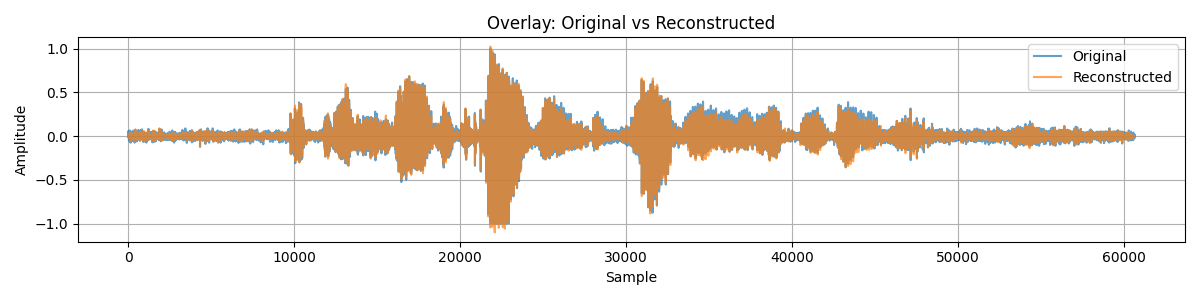 Overlay: Original vs Reconstructed
Original
Reconstructed
Amplitude
1.0
0.5
0.0
−0.5
−1.0
0 10000 20000 30000 40000 50000 60000
Sample